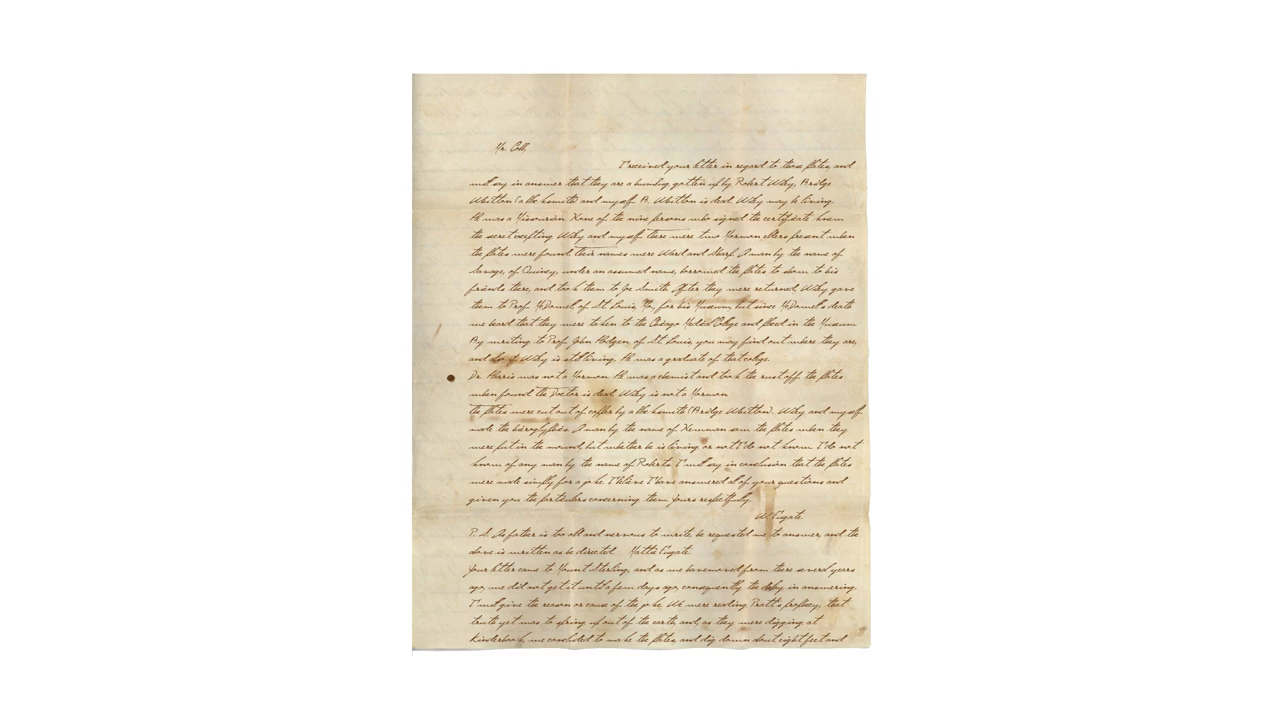 Mr. Cobb,
I received your letter in regard to those plates, and
will say in answer that they are a humbug, gotten up by Robert Wiley, Bridge
Whitton (a blacksmith) and myself. B. Whitton is dead. Wiley may be living.
He was a Missourian. None of the nine persons who signed the certificate knew
the secret excepting Wiley and myself. There were two Mormon elders present when
the plates were found. Their names were Ward and Sharp. A man by the name of
Savage, of Quincy, under an assumed name, borrowed the plates to show to his
friends there, and took them to Joe Smith. After they were returned, Wiley gave
them to Prof. McDowell of St. Louis, Mo., for his Museum, but since McDowell's death
we heard that they were taken to the Chicago Medical College and placed in the Museum
By writing to Prof. John Hodgen, of St. Louis, you may find out where they are,
and also if Wiley is still living. He was a graduate of that college.
Dr. Harris was not a Mormon. He was a chemist and took the rust off the plates
when found. The Doctor is dead. Wiley is not a Mormon
The plates were cut out of copper by a blacksmith (Bridge Whitton). Wiley and myself
made the hieroglyphics. A man by the name of Newman saw the plates when they
were put in the mound, but whether he is living or not I do not know. I do not
know of any man by the name of Roberts. I will say in conclusion that the plates
were made simply for a joke. I believe I have answered all of your questions and
given you the particulars concerning them. Yours respectfully.
W. Fugate.
P. S. As father is too old and nervous to write, he requested me to answer, and the
above is written as he directed. Hattie Fugate.
Your letter came to Mount Sterling, and as we have moved from there several years
ago, we did not get it until a few days ago, consequently the delay in answering.
I will give the reason or cause of the joke. We were reading Pratt's prophecy, that
truth yet was to spring up out of the earth, and, as they were digging at
Kinderhook, we concluded to make the plates, and dig down about eight feet and